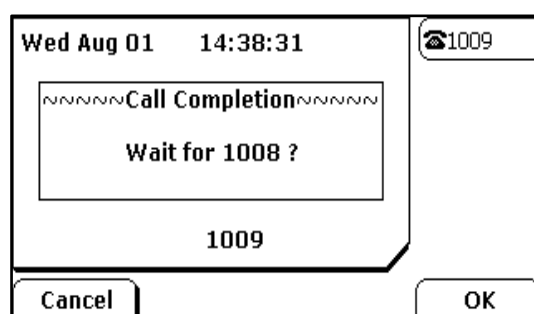 Wed Aug 01 14:38:31
☎1009
~~~~~Call Completion~~~~~
Wait for 1008 ?
1009
Cancel
OK